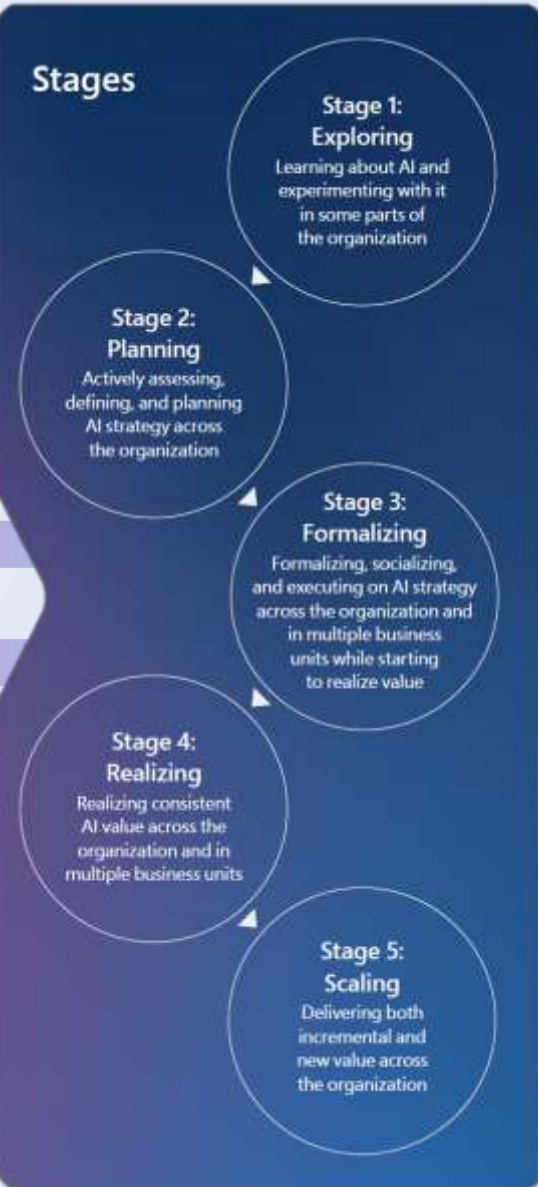 Stages
Stage 1:
Exploring
Learning about AI and
experimenting with it
in some parts of
the organization
Stage 2:
Planning
Actively assessing,
defining, and planning
AI strategy across
the organization
Stage 3:
Formalizing
Formalizing, socializing,
and executing on AI strategy
across the organization and
in multiple business
units while starting
to realize value
Stage 4:
Realizing
Realizing consistent
AI value across the
organization and in
multiple business units
Stage 5:
Scaling
Delivering both
incremental and
new value across
the organization